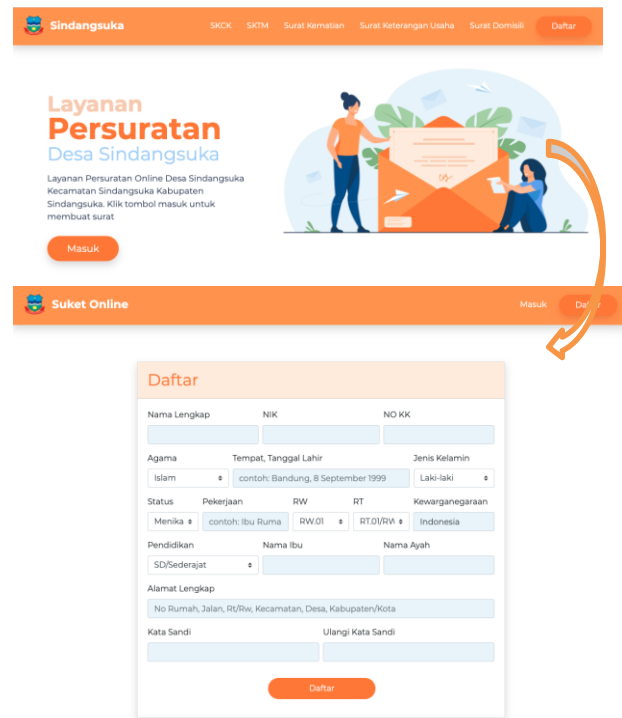 Sindangsuka SKCK SKTM Surat Kematian Surat Keterangan Usaha Surat Domisili Daftar
Layanan
Persuratan
Desa Sindangsuka
Layanan Persuratan Online Desa Sindangsuka
Kecamatan Sindangsuka Kabupaten
Sindangsuka. Klik tombol masuk untuk
membuat surat
Masuk
Suket Online Masuk
Daftar
Nama Lengkap NIK NO KK
Agama Tempat, Tanggal Lahir Jenis Kelamin
Islam contoh: Bandung, 8 September 1999 Laki-laki
Status Pekerjaan RW RT Kewarganegaraan
Menika contoh: Ibu Ruma RW.01 RT.01/RW Indonesia
Pendidikan Nama Ibu Nama Ayah
SD/Sederajat
Alamat Lengkap
No Rumah, Jalan, Rt/Rw, Kecamatan, Desa, Kabupaten/Kota
Kata Sandi Ulangi Kata Sandi
Daftar